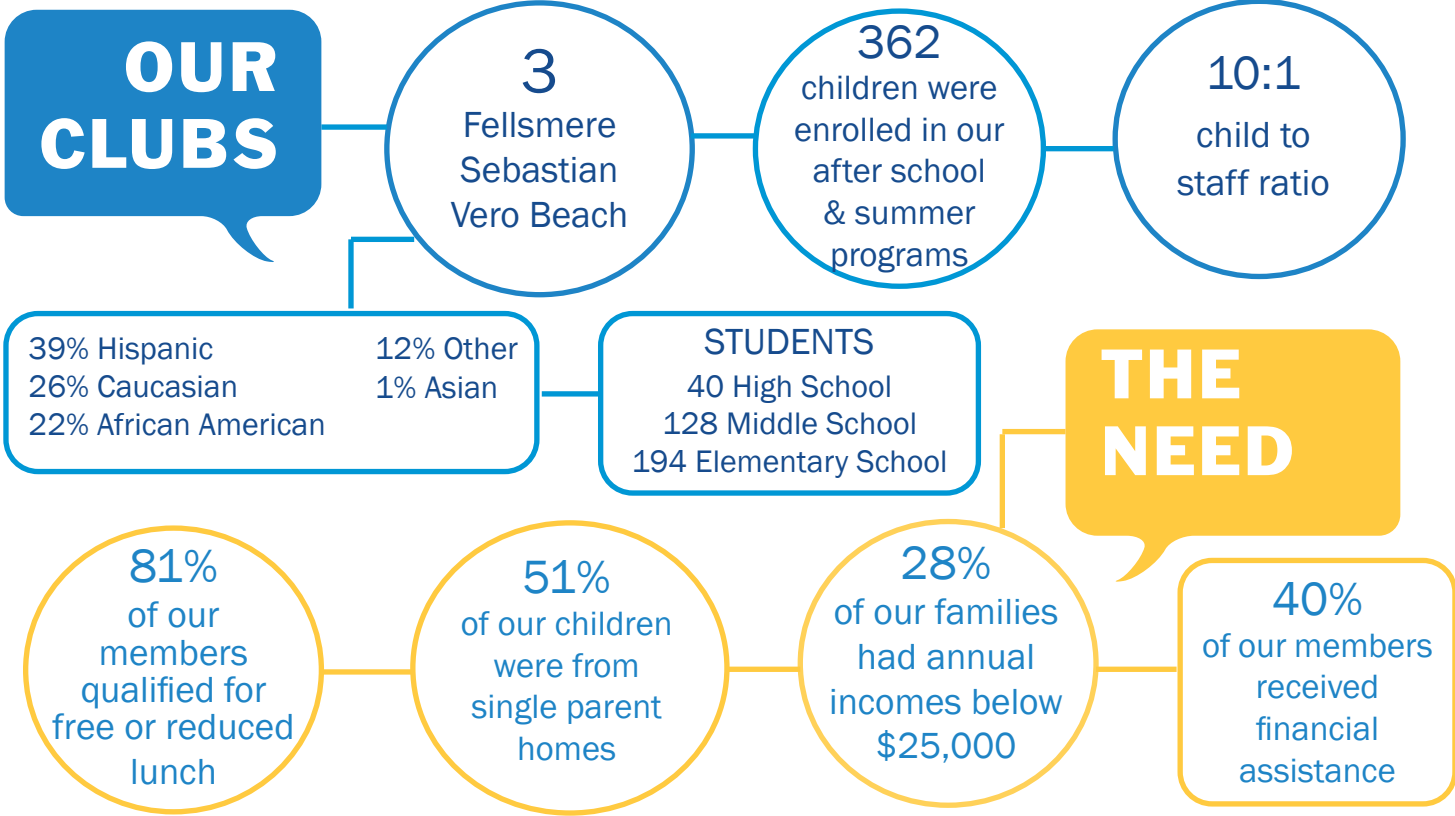 OUR
CLUBS
3
Fellsmere
Sebastian
Vero Beach
362
children were
enrolled in our
after school
& summer
programs
10:1
child to
staff ratio
39% Hispanic
26% Caucasian
22% African American
12% Other
1% Asian
STUDENTS
40 High School
128 Middle School
194 Elementary School
THE
NEED
81%
of our
members
qualified for
free or reduced
lunch
51%
of our children
were from
single parent
homes
28%
of our families
had annual
incomes below
$25,000
40%
of our members
received
financial
assistance